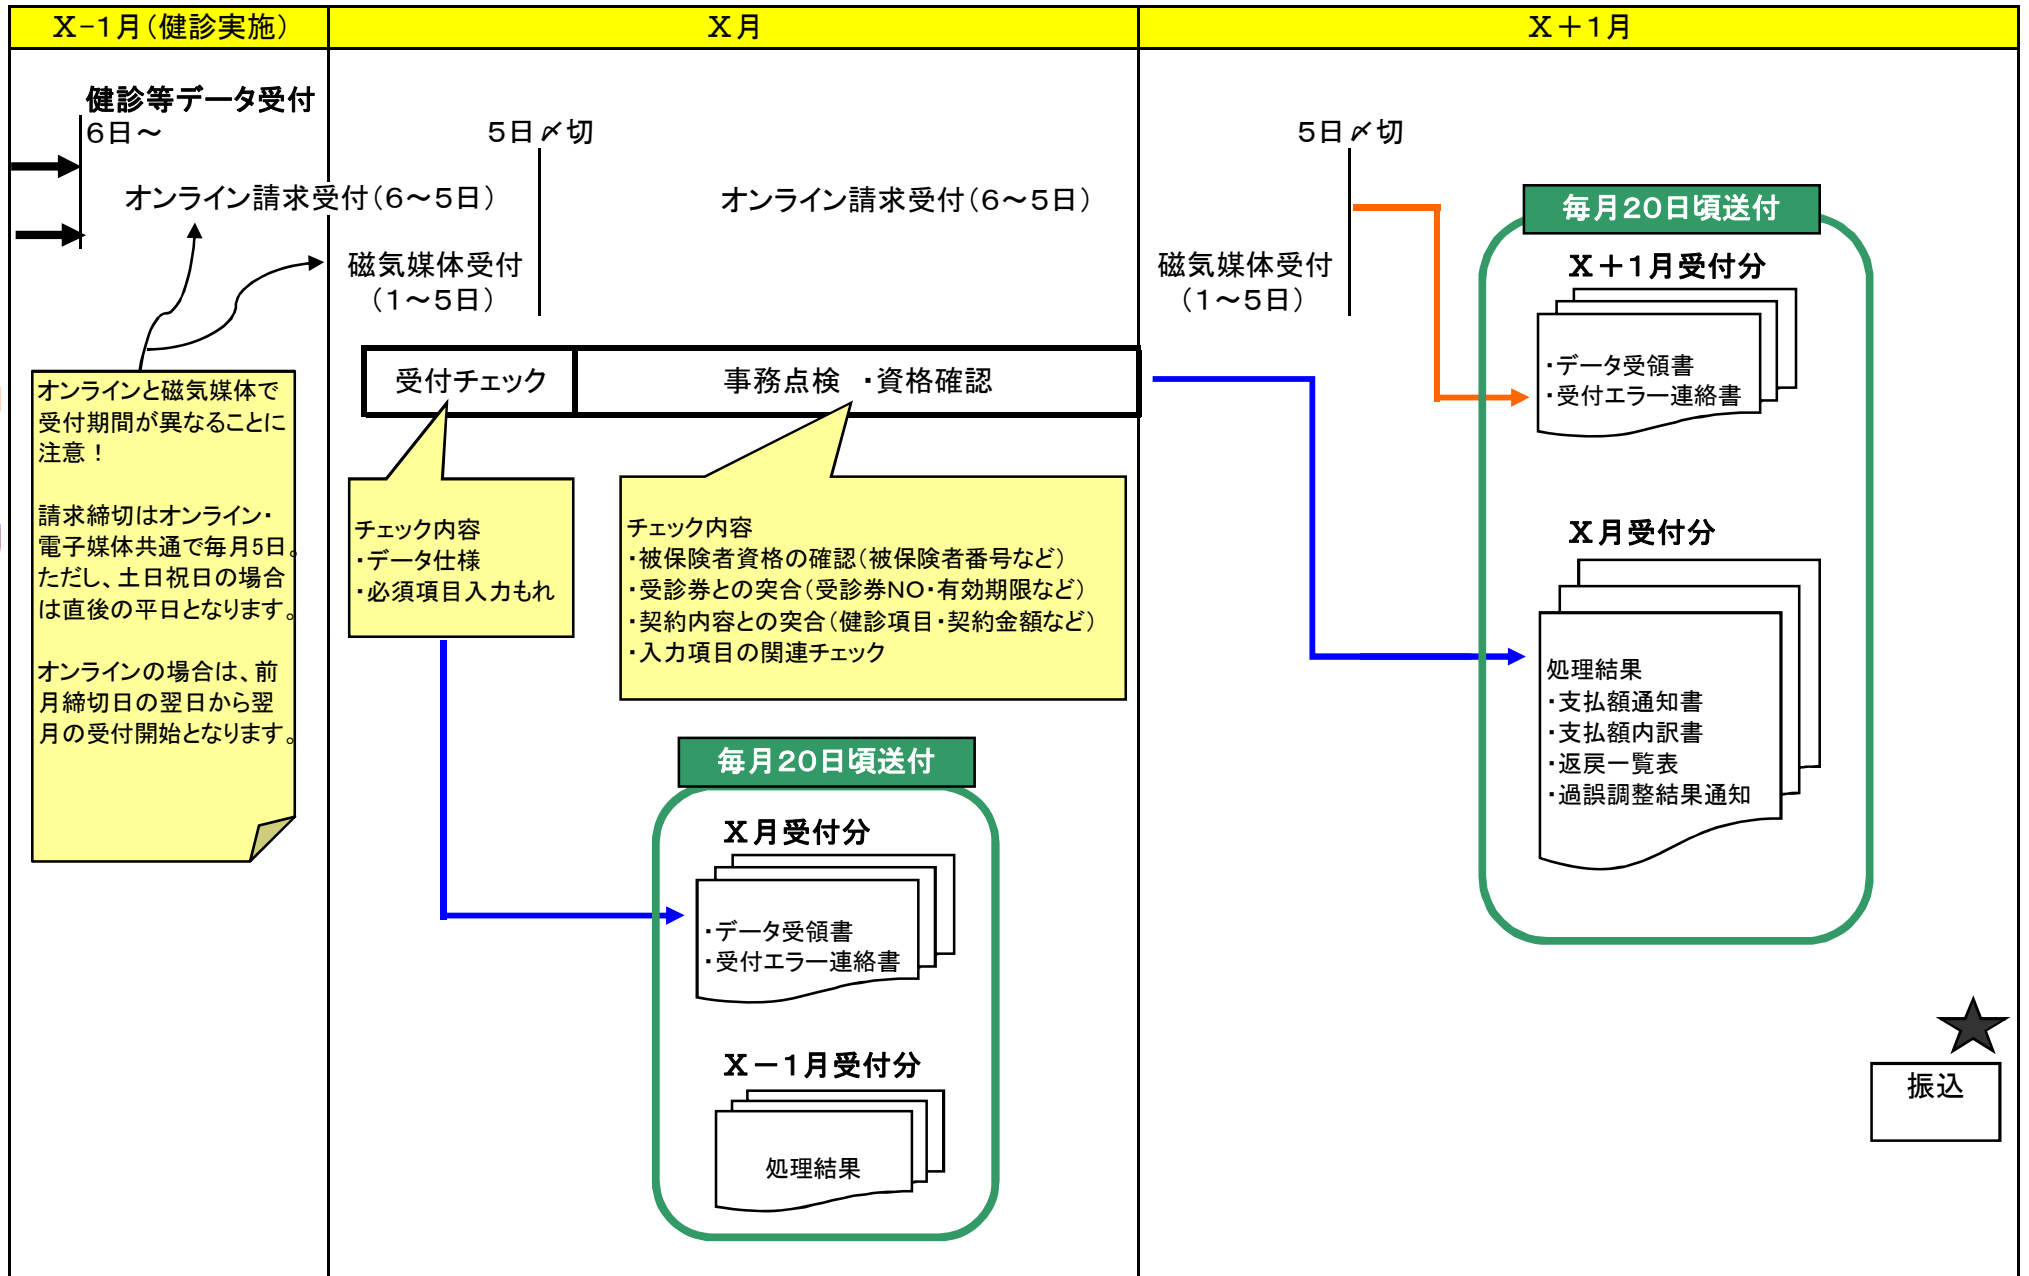 X-1月(健診実施)
X月
X+1月
健診等データ受付
6日～
オンライン請求受付(6～5日)
5日〆切
オンライン請求受付(6～5日)
5日〆切
磁気媒体受付
(1～5日)
磁気媒体受付
(1～5日)
受付チェック
事務点検 ・資格確認
オンラインと磁気媒体で
受付期間が異なることに
注意！
請求締切はオンライン・
電子媒体共通で毎月5日。
ただし、土日祝日の場合
は直後の平日となります。
オンラインの場合は、前
月締切日の翌日から翌
月の受付開始となります。
チェック内容
・データ仕様
・必須項目入力もれ
チェック内容
・被保険者資格の確認(被保険者番号など)
・受診券との突合(受診券NO・有効期限など)
・契約内容との突合(健診項目・契約金額など)
・入力項目の関連チェック
毎月20日頃送付
X月受付分
・データ受領書
・受付エラー連絡書
X－1月受付分
処理結果
毎月20日頃送付
X+1月受付分
・データ受領書
・受付エラー連絡書
X月受付分
処理結果
・支払額通知書
・支払額内訳書
・返戻一覧表
・過誤調整結果通知
振込